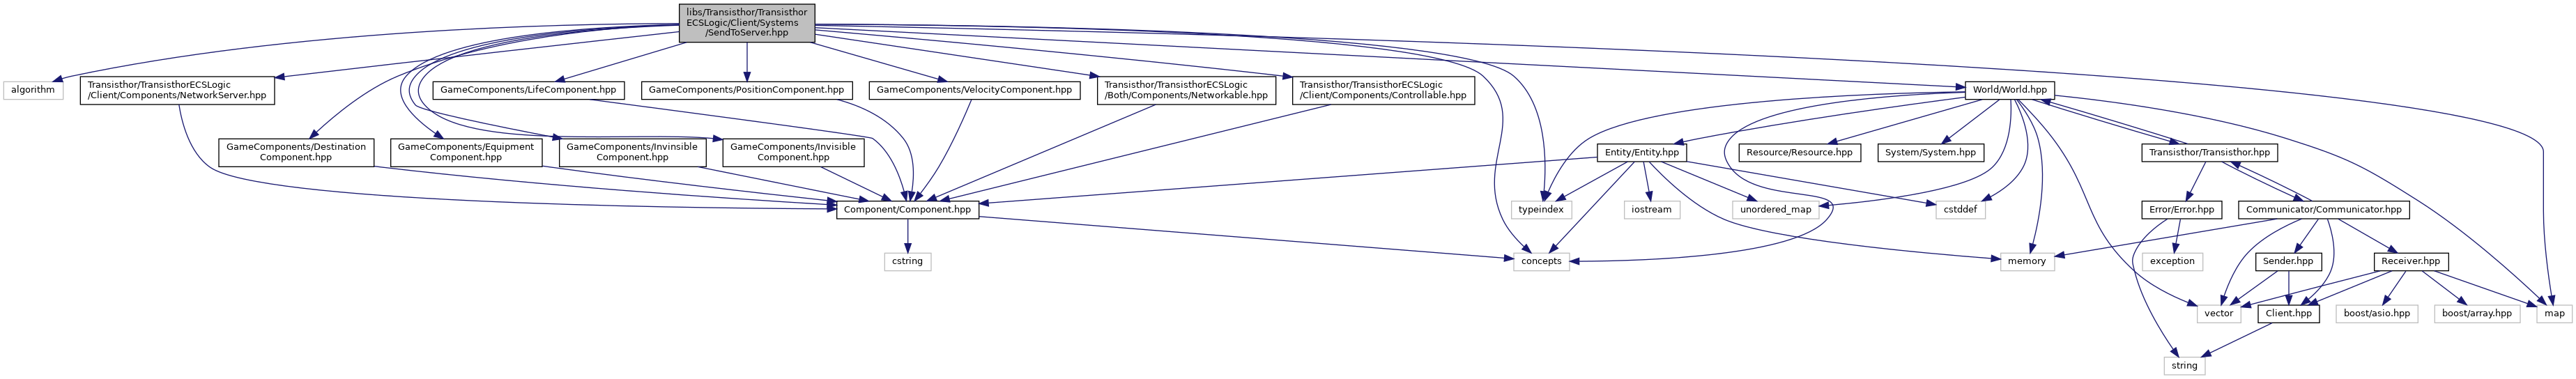 libs/Transisthor/Transisthor
ECSLogic/Client/Systems
/SendToServer.hpp
algorithm
Transisthor/TransisthorECSLogic
/Client/Components/NetworkServer.hpp
GameComponents/LifeComponent.hpp
GameComponents/PositionComponent.hpp
GameComponents/VelocityComponent.hpp
Transisthor/TransisthorECSLogic
/Both/Components/Networkable.hpp
Transisthor/TransisthorECSLogic
/Client/Components/Controllable.hpp
World/World.hpp
GameComponents/Destination
Component.hpp
GameComponents/Equipment
Component.hpp
GameComponents/Invinsible
Component.hpp
GameComponents/Invisible
Component.hpp
Entity/Entity.hpp
Resource/Resource.hpp
System/System.hpp
Transisthor/Transisthor.hpp
Component/Component.hpp
typeindex
iostream
unordered_map
cstddef
Error/Error.hpp
Communicator/Communicator.hpp
cstring
concepts
memory
exception
Sender.hpp
Receiver.hpp
vector
Client.hpp
boost/asio.hpp
boost/array.hpp
map
string